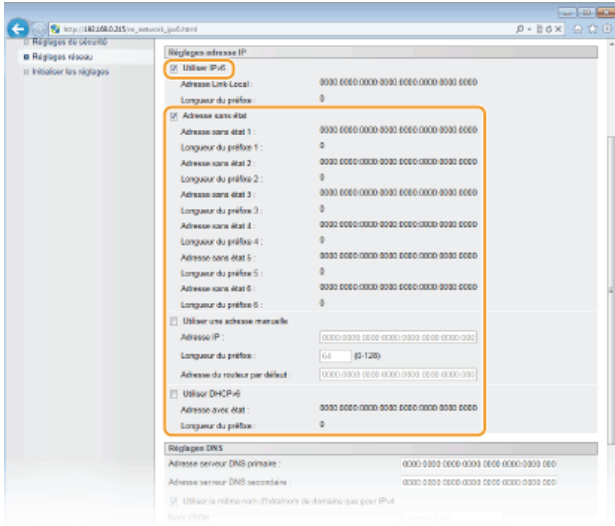 http://192.168.0.215/m_network_ipv6.html
Réglages de sécurité
Réglages réseau
Initialiser les réglages
Réglages adresse IP
Utiliser IPv6
Adresse Link-Local : 0000:0000:0000:0000:0000:0000:0000:0000
Longueur du préfixe : 0
Adresse sans état
Adresse sans état 1 : 0000:0000:0000:0000:0000:0000:0000:0000
Longueur du préfixe 1 : 0
Adresse sans état 2 : 0000:0000:0000:0000:0000:0000:0000:0000
Longueur du préfixe 2 : 0
Adresse sans état 3 : 0000:0000:0000:0000:0000:0000:0000:0000
Longueur du préfixe 3 : 0
Adresse sans état 4 : 0000:0000:0000:0000:0000:0000:0000:0000
Longueur du préfixe 4 : 0
Adresse sans état 5 : 0000:0000:0000:0000:0000:0000:0000:0000
Longueur du préfixe 5 : 0
Adresse sans état 6 : 0000:0000:0000:0000:0000:0000:0000:0000
Longueur du préfixe 6 : 0
Utiliser une adresse manuelle
Adresse IP : 0000:0000:0000:0000:0000:0000:0000:000
Longueur du préfixe : 64 (0-128)
Adresse du routeur par défaut : 0000:0000:0000:0000:0000:0000:0000:000
Utiliser DHCPv6
Adresse avec état : 0000:0000:0000:0000:0000:0000:0000:0000
Longueur du préfixe : 0
Réglages DNS
Adresse serveur DNS primaire : 0000:0000:0000:0000:0000:0000:0000:000
Adresse serveur DNS secondaire : 0000:0000:0000:0000:0000:0000:0000:000
Utiliser le même nom d'hôte/nom de domaine que pour IPv4
Nom d'hôte :